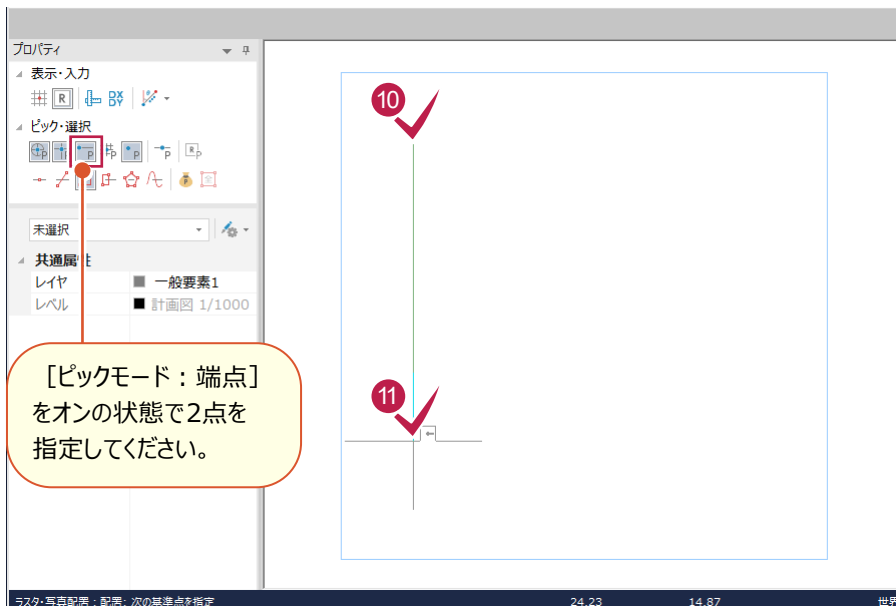 プロパティ
表示・入力
R DX DY
ピック・選択
P P P P P P R P
未選択
共通属性
レイヤ 一般要素1
レベル 計画図 1/1000
[ピックモード：端点]
をオンの状態で2点を
指定してください。
10
11
ラスタ・写真配置：配置: 次の基準点を指定 24.23 14.87 世界